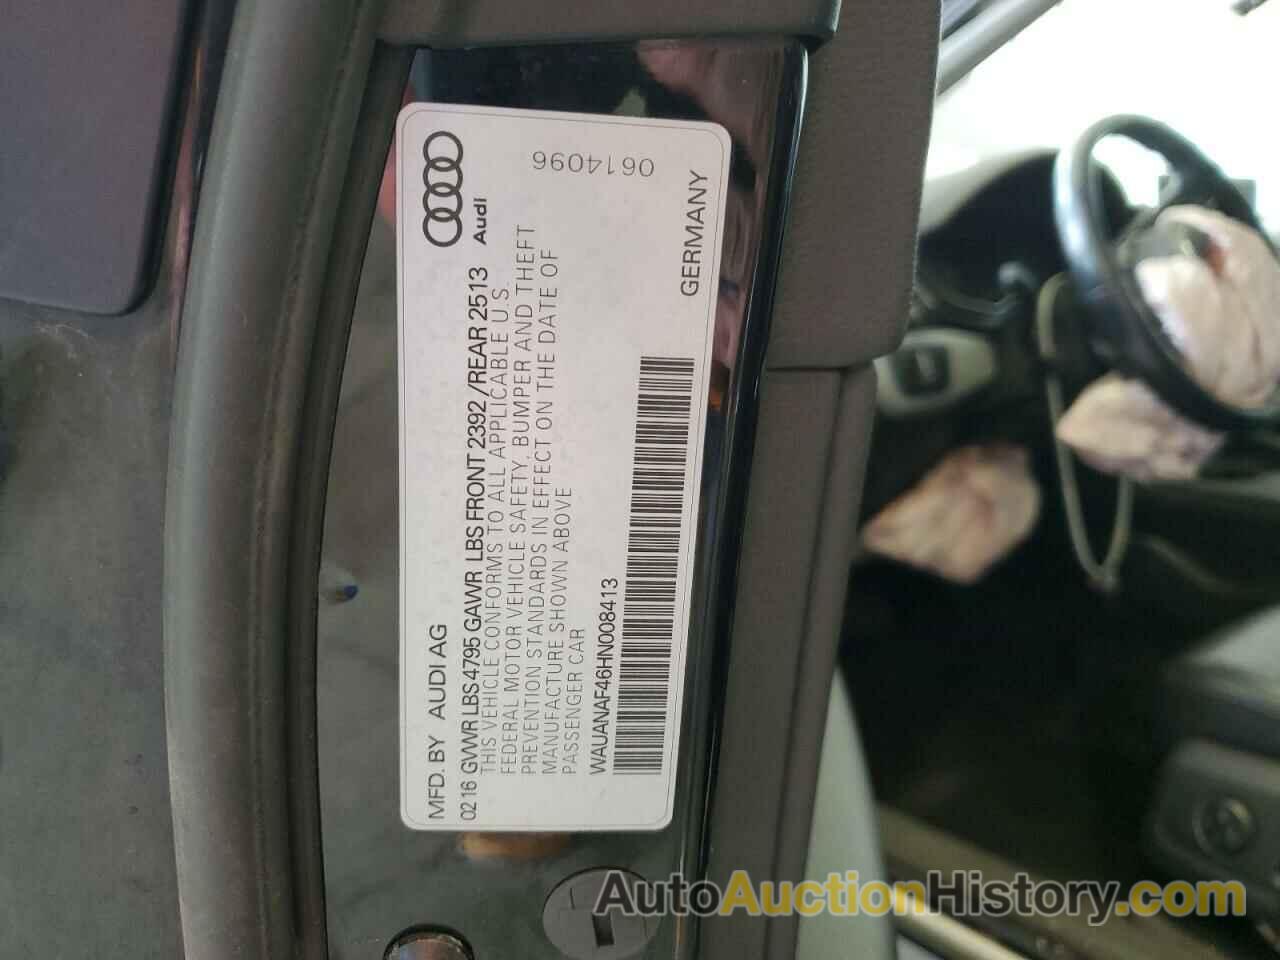 MFD. BY AUDI AG
Audi
02 16 GVWR LBS 4795 GAWR LBS FRONT 2392 /REAR 2513
THIS VEHICLE CONFORMS TO ALL APPLICABLE U.S.
FEDERAL MOTOR VEHICLE SAFETY, BUMPER AND THEFT
PREVENTION STANDARDS IN EFFECT ON THE DATE OF
MANUFACTURE SHOWN ABOVE
PASSENGER CAR
WAUANAF46HN008413
0614096
GERMANY
AutoAuctionHistory.com